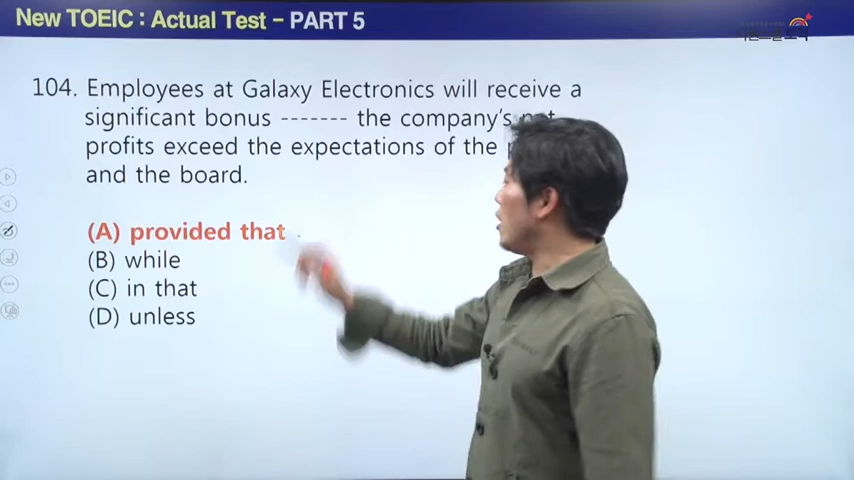 New TOEIC : Actual Test – PART 5
104. Employees at Galaxy Electronics will receive a
significant bonus ------- the company's net
profits exceed the expectations of the
and the board.
(A) provided that
(B) while
(C) in that
(D) unless